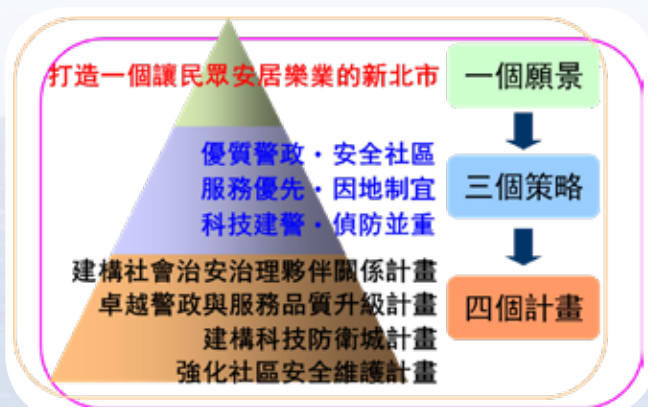 打造一個讓民眾安居樂業的新北市
一個願景
優質警政・安全社區
服務優先・因地制宜
科技建警・偵防並重
三個策略
建構社會治安治理夥伴關係計畫
卓越警政與服務品質升級計畫
建構科技防衛城計畫
強化社區安全維護計畫
四個計畫